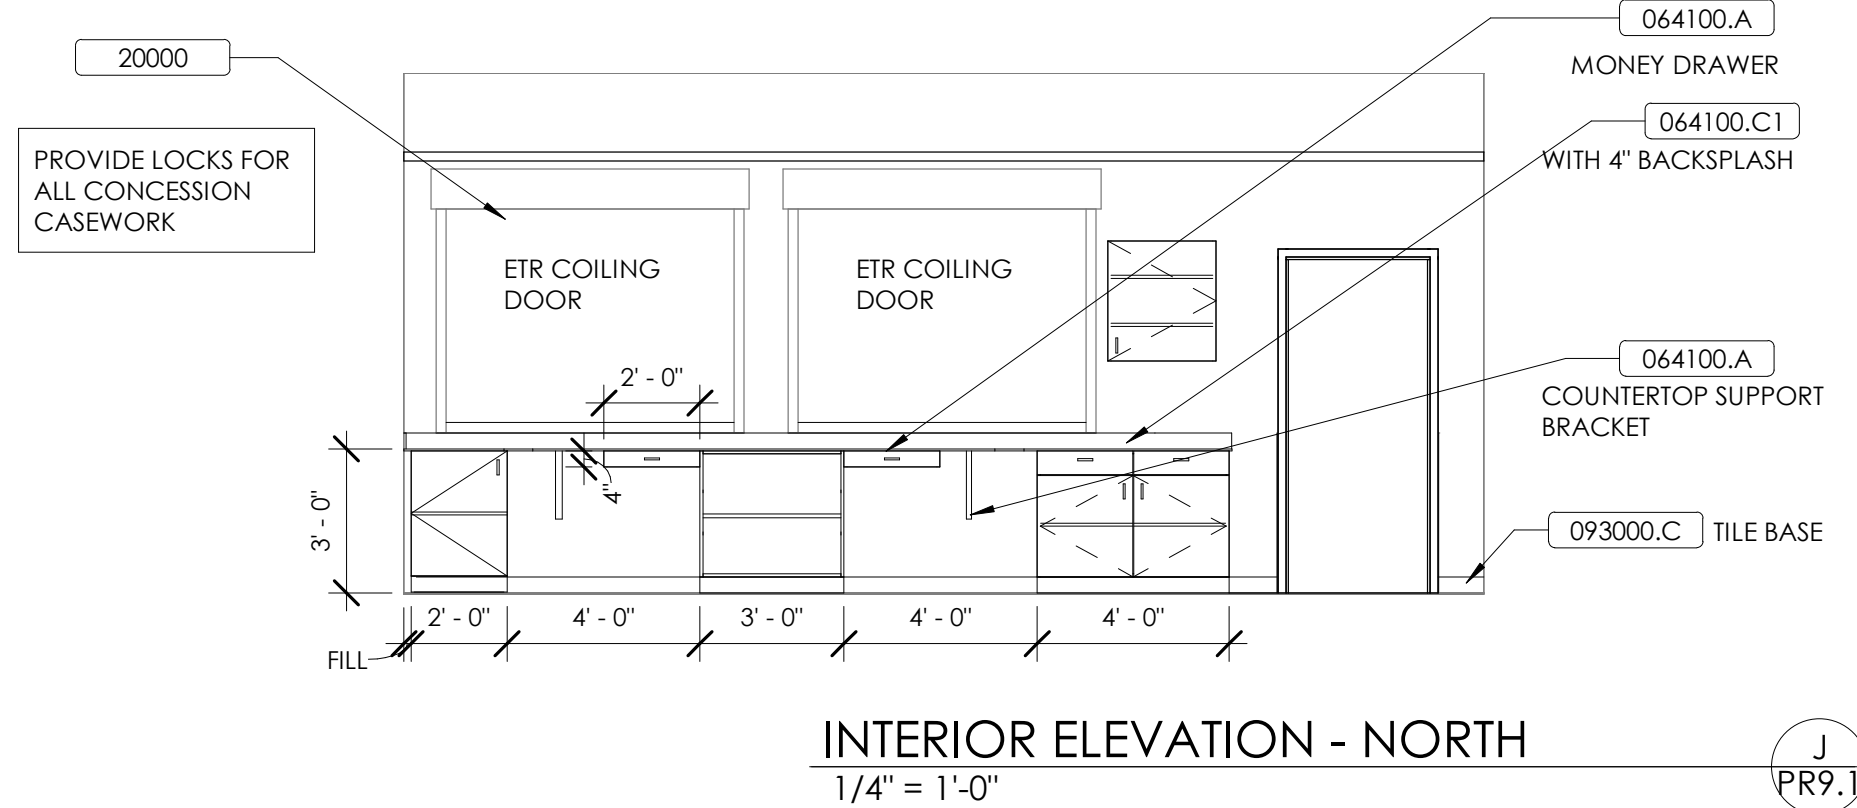 064100.A
MONEY DRAWER
20000
064100.C1
WITH 4" BACKSPLASH
PROVIDE LOCKS FOR
ALL CONCESSION
CASEWORK
ETR COILING
DOOR
ETR COILING
DOOR
064100.A
COUNTERTOP SUPPORT
BRACKET
2' - 0"
4"
3' - 0"
093000.C TILE BASE
2' - 0"
4' - 0"
3' - 0"
4' - 0"
4' - 0"
FILL
INTERIOR ELEVATION - NORTH
1/4" = 1'-0"
J
PR9.1